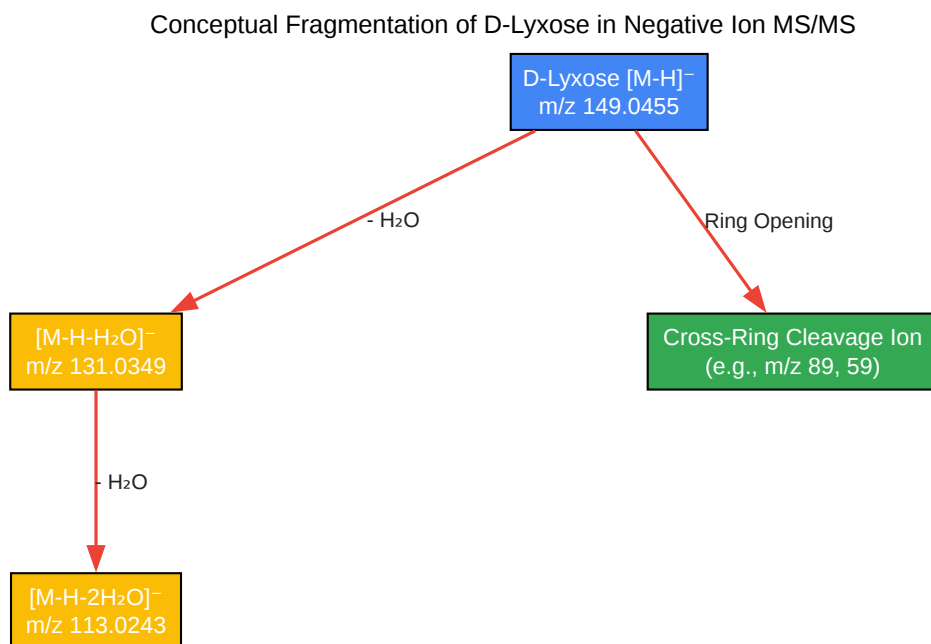 Conceptual Fragmentation of D-Lyxose in Negative Ion MS/MS
D-Lyxose [M-H]⁻
m/z 149.0455
- H₂O
Ring Opening
[M-H-H₂O]⁻
m/z 131.0349
Cross-Ring Cleavage Ion
(e.g., m/z 89, 59)
- H₂O
[M-H-2H₂O]⁻
m/z 113.0243